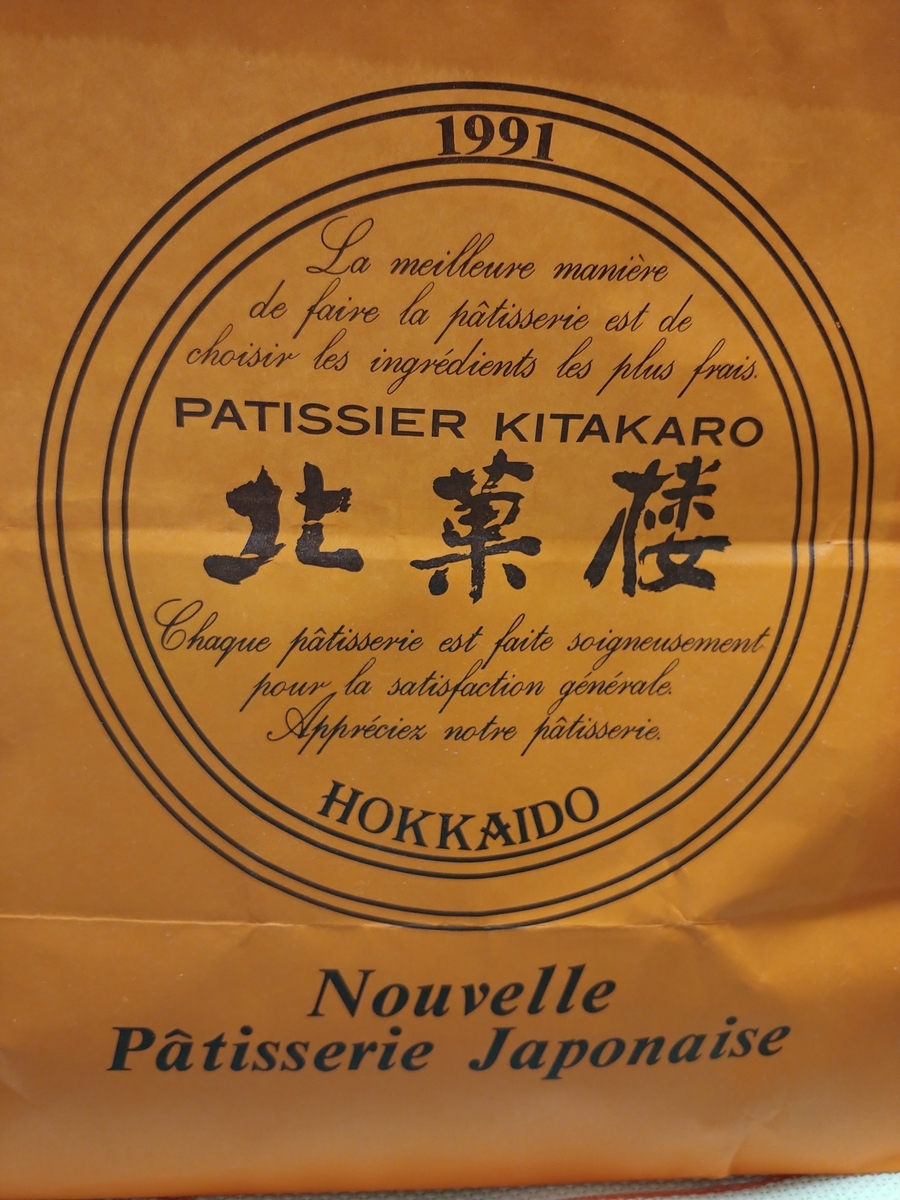 1991
La meilleure manière
de faire la pâtisserie est de
choisir les ingrédients les plus frais.
PATISSIER KITAKARO
北菓楼
Chaque pâtisserie est faite soigneusement
pour la satisfaction générale.
Appréciez notre pâtisserie.
HOKKAIDO
Nouvelle
Pâtisserie Japonaise